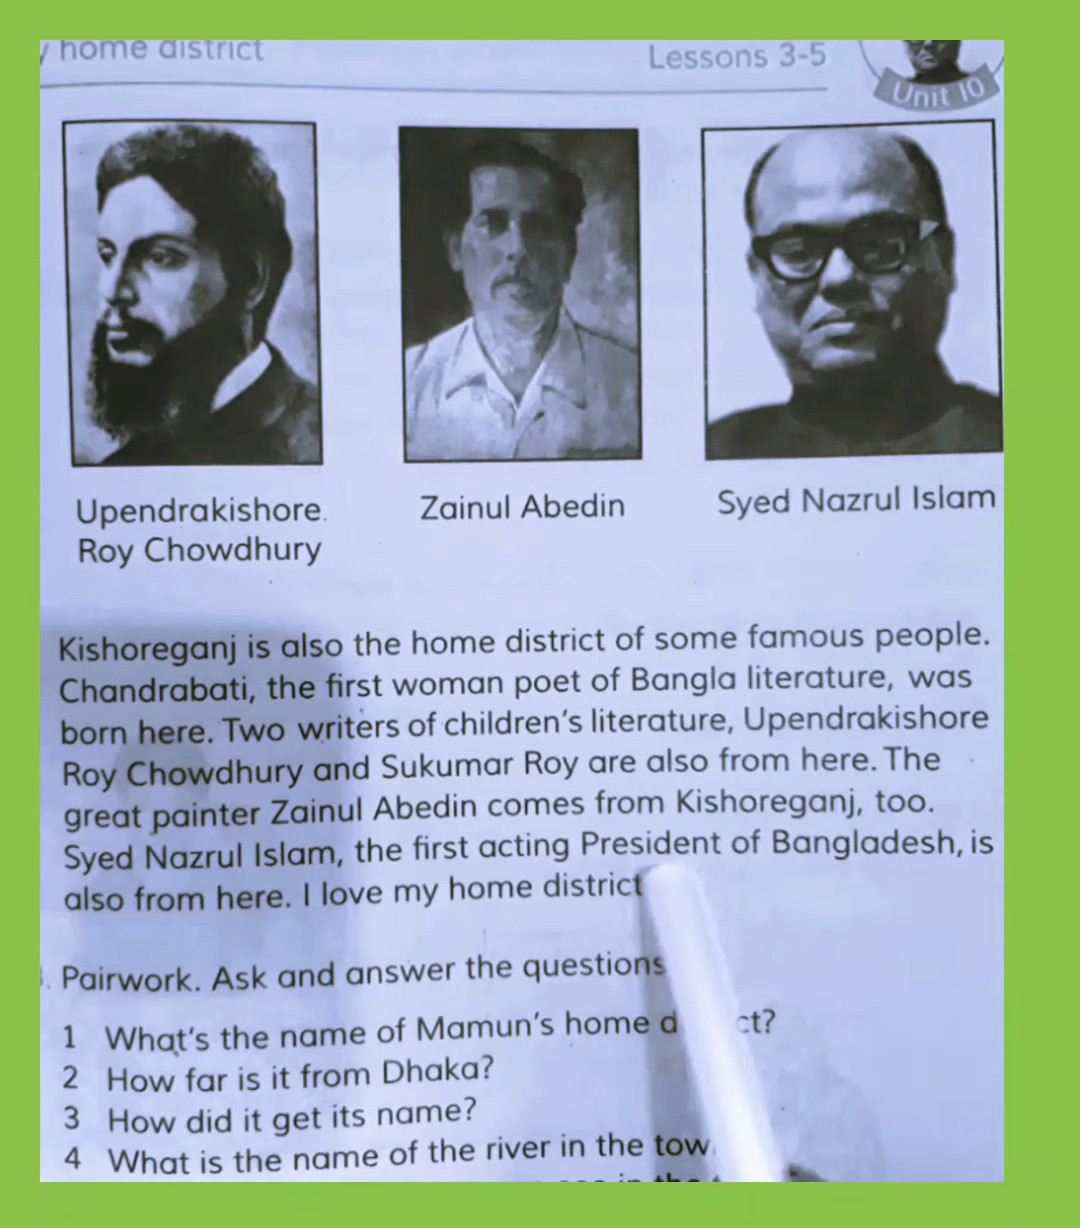 home district
Lessons 3-5
Unit 10
Upendrakishore
Roy Chowdhury
Zainul Abedin
Syed Nazrul Islam
Kishoreganj is also the home district of some famous people.
Chandrabati, the first woman poet of Bangla literature, was
born here. Two writers of children's literature, Upendrakishore
Roy Chowdhury and Sukumar Roy are also from here. The
great painter Zainul Abedin comes from Kishoreganj, too.
Syed Nazrul Islam, the first acting President of Bangladesh, is
also from here. I love my home district
Pairwork. Ask and answer the questions
1 What's the name of Mamun's home
2 How far is it from Dhaka?
3 How did it get its name?
4 What is the name of the river in the